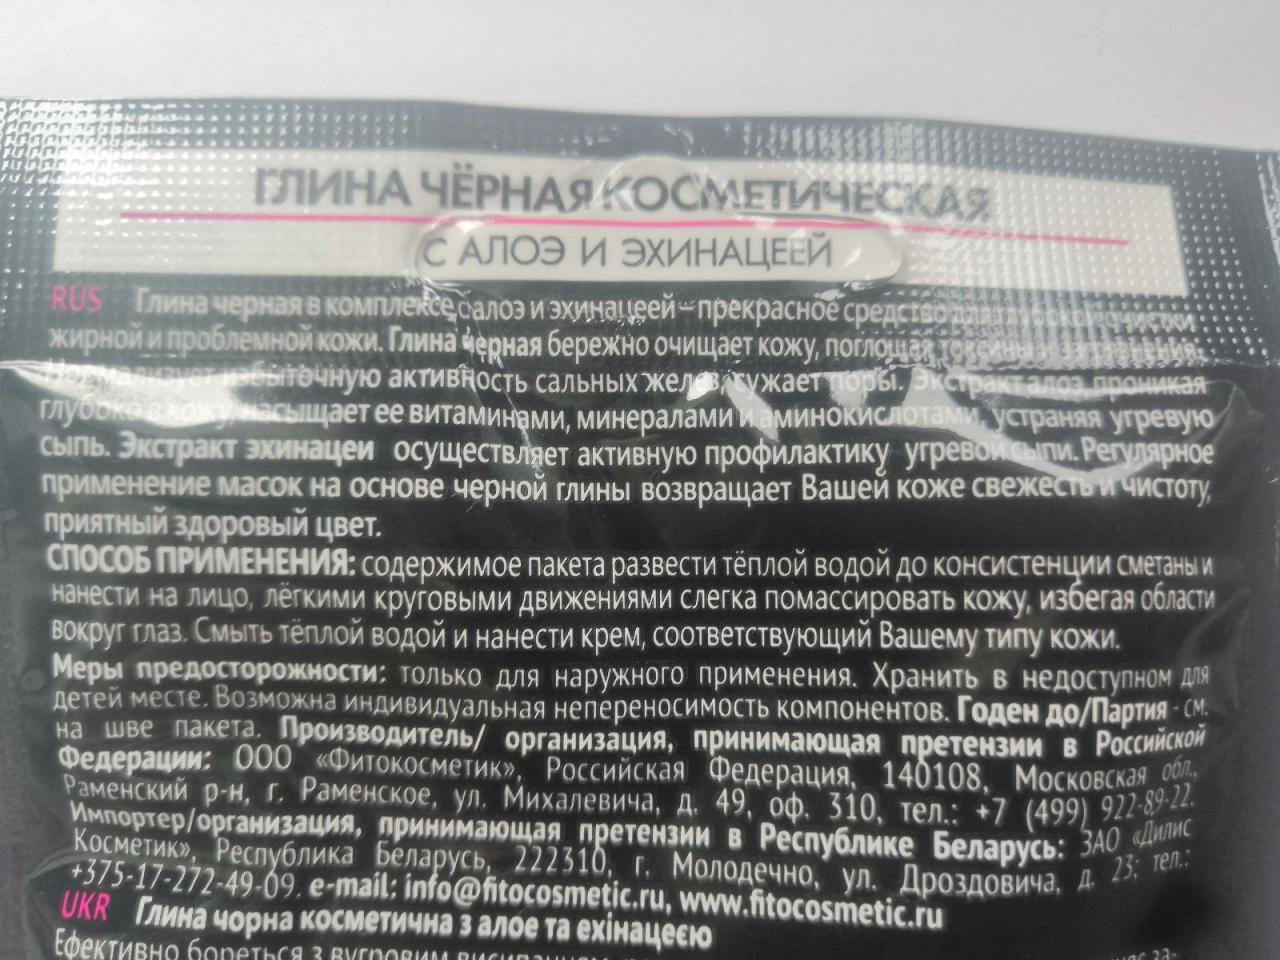 ГЛИНА ЧЁРНАЯ КОСМЕТИЧЕСКАЯ
С АЛОЭ И ЭХИНАЦЕЕЙ
RUS Глина черная в комплексе с алоэ и эхинацеей – прекрасное средство для глубокой очистки
жирной и проблемной кожи. Глина черная бережно очищает кожу, поглощая токсины и загрязнения.
Нормализует избыточную активность сальных желез, сужает поры. Экстракт алоэ, проникая
глубоко в кожу, насыщает ее витаминами, минералами и аминокислотами, устраняя угревую
сыпь. Экстракт эхинацеи осуществляет активную профилактику угревой сыпи. Регулярное
применение масок на основе черной глины возвращает Вашей коже свежесть и чистоту,
приятный здоровый цвет.
СПОСОБ ПРИМЕНЕНИЯ: содержимое пакета развести тёплой водой до консистенции сметаны и
нанести на лицо, лёгкими круговыми движениями слегка помассировать кожу, избегая области
вокруг глаз. Смыть тёплой водой и нанести крем, соответствующий Вашему типу кожи.
Меры предосторожности: только для наружного применения. Хранить в недоступном для
детей месте. Возможна индивидуальная непереносимость компонентов. Годен до/Партия - см.
на шве пакета. Производитель/ организация, принимающая претензии в Российской
Федерации: ООО «Фитокосметик», Российская Федерация, 140108, Московская обл.,
Раменский р-н, г. Раменское, ул. Михалевича, д. 49, оф. 310, тел.: +7 (499) 922-89-22.
Импортер/организация, принимающая претензии в Республике Беларусь: ЗАО «Дилис
Косметик», Республика Беларусь, 222310, г. Молодечно, ул. Дроздовича, д. 23; тел.:
+375-17-272-49-09. e-mail: info@fitocosmetic.ru, www.fitocosmetic.ru
UKR Глина чорна косметична з алое та ехінацеєю
Ефективно бореться з вугровим